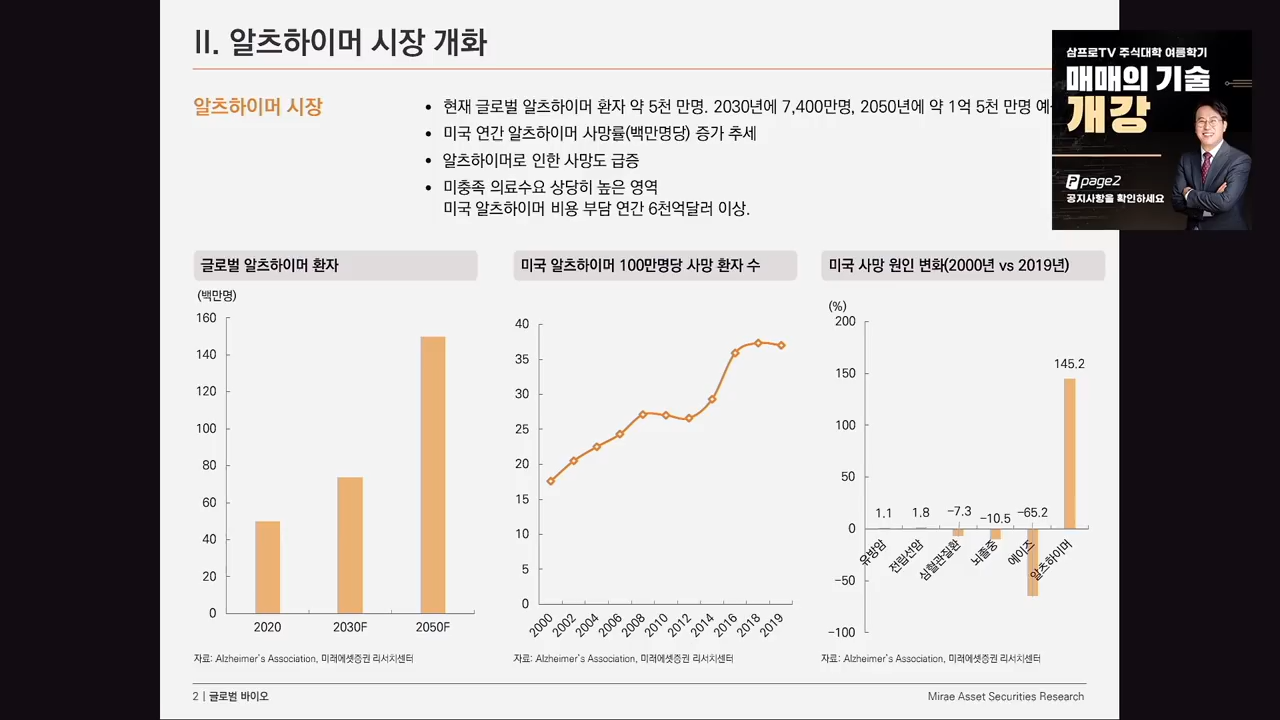 II. 알츠하이머 시장 개화
알츠하이머 시장
• 현재 글로벌 알츠하이머 환자 약 5천 만명. 2030년에 7,400만명, 2050년에 약 1억 5천 만명
• 미국 연간 알츠하이머 사망률(백만명당) 증가 추세
• 알츠하이머로 인한 사망도 급증
• 미충족 의료수요 상당히 높은 영역
미국 알츠하이머 비용 부담 연간 6천억달러 이상.
삼프로TV 주식대학 여름학기
매매의 기술
개강
page2
공지사항을 확인하세요
글로벌 알츠하이머 환자
(백만명)
160
140
120
100
80
60
40
20
0
2020 2030F 2050F
자료: Alzheimer's Association, 미래에셋증권 리서치센터
미국 알츠하이머 100만명당 사망 환자 수
40
35
30
25
20
15
10
5
0
2000 2002 2004 2006 2008 2010 2012 2014 2016 2018 2019
자료: Alzheimer's Association, 미래에셋증권 리서치센터
미국 사망 원인 변화(2000년 vs 2019년)
(%)
200
150
100
50
0
−50
−100
1.1 1.8 −7.3 −10.5 −65.2 145.2
유방암 전립선암 심혈관질환 뇌졸중 에이즈 알츠하이머
자료: Alzheimer's Association, 미래에셋증권 리서치센터
2 | 글로벌 바이오
Mirae Asset Securities Research